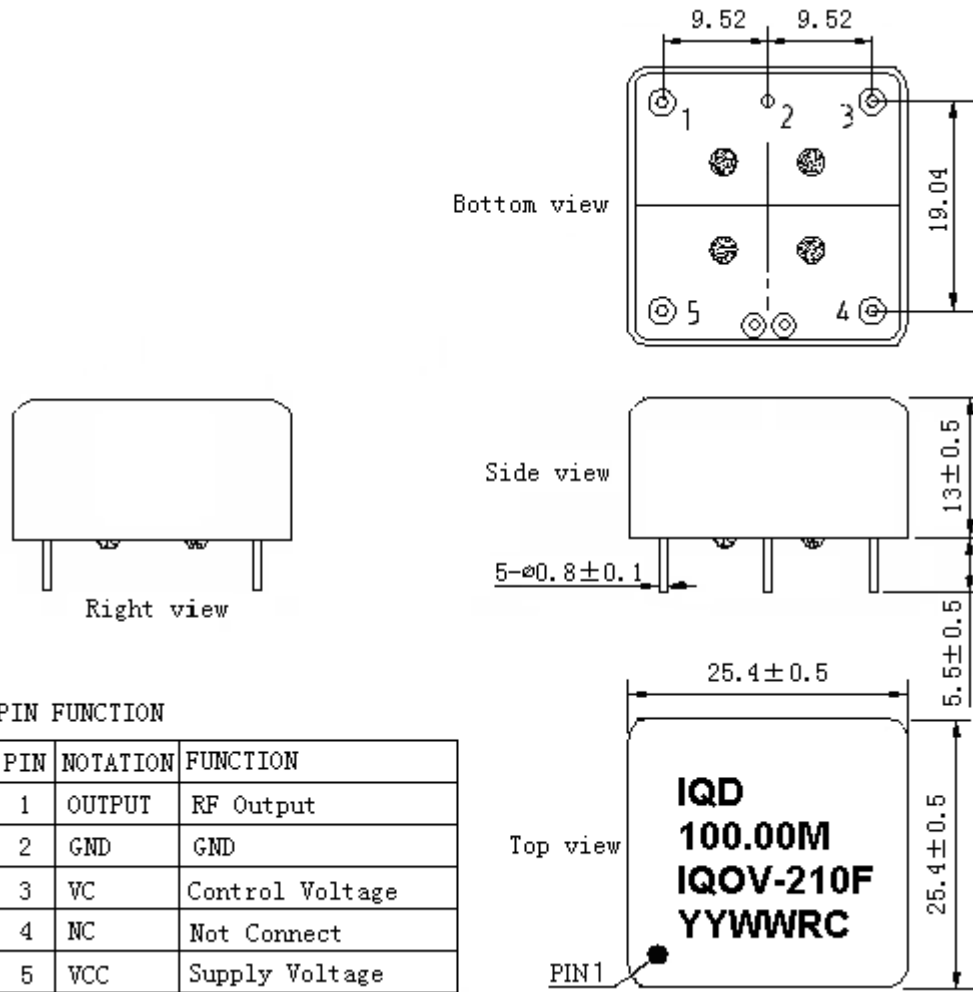 9.52 9.52
1 2 3
Bottom view
19.04
5 4
Side view
13±0.5
5-⌀0.8±0.1
Right view
5.5±0.5
25.4±0.5
PIN FUNCTION
PIN NOTATION FUNCTION
1 OUTPUT RF Output
2 GND GND
3 VC Control Voltage
4 NC Not Connect
5 VCC Supply Voltage
Top view
IQD
100.00M
IQOV-210F
YYWWRC
25.4±0.5
PIN1